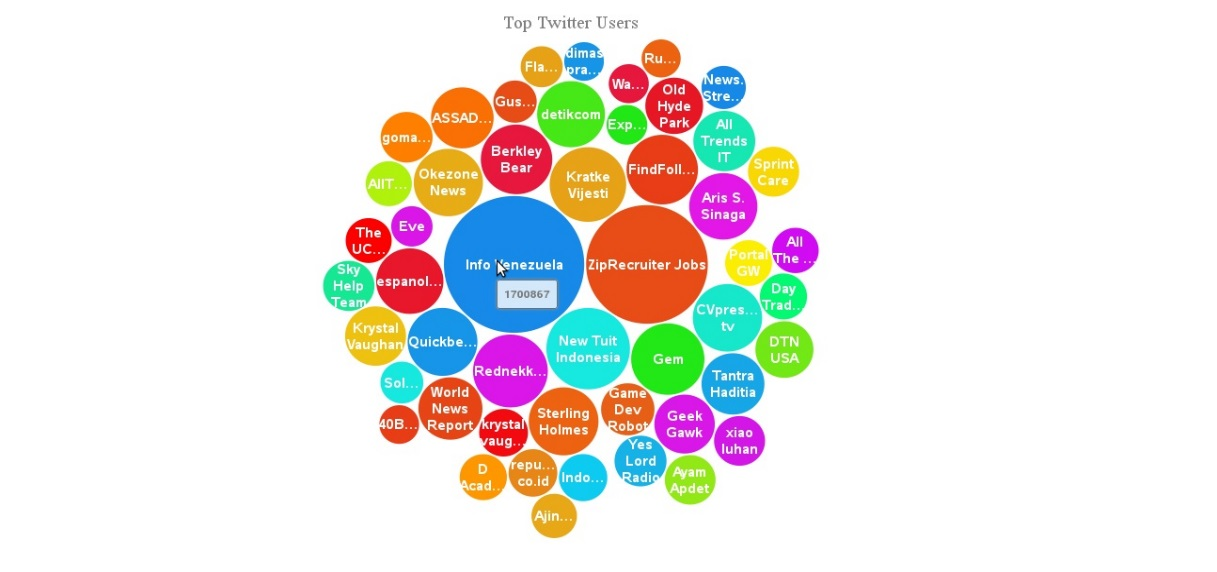 Top Twitter Users
Fla...
dimas
pra...
Ru...
Wa...
News.
Stre...
Gus...
ASSAD...
detikcom
Old
Hyde
Park
Exp...
goma...
All
Trends
IT
Berkley
Bear
Kratke
Vijesti
FindFoll...
Sprint
Care
AllT...
Okezone
News
Aris S.
Sinaga
Eve
The
UC...
All
The ...
Info Venezuela
ZipRecruiter Jobs
Portal
GW
Sky
Help
Team
espanol...
1700867
Day
Trad...
CVpres...
tv
Krystal
Vaughan
Quickbe...
New Tuit
Indonesia
Gem
DTN
USA
Rednekk...
Tantra
Haditia
Sol...
World
News
Report
40B...
krystal
vaug...
Sterling
Holmes
Game
Dev
Robot
Geek
Gawk
xiao
luhan
Yes
Lord
Radio
D
Acad...
repu...
co.id
Indo...
Ayam
Apdet
Ajin...